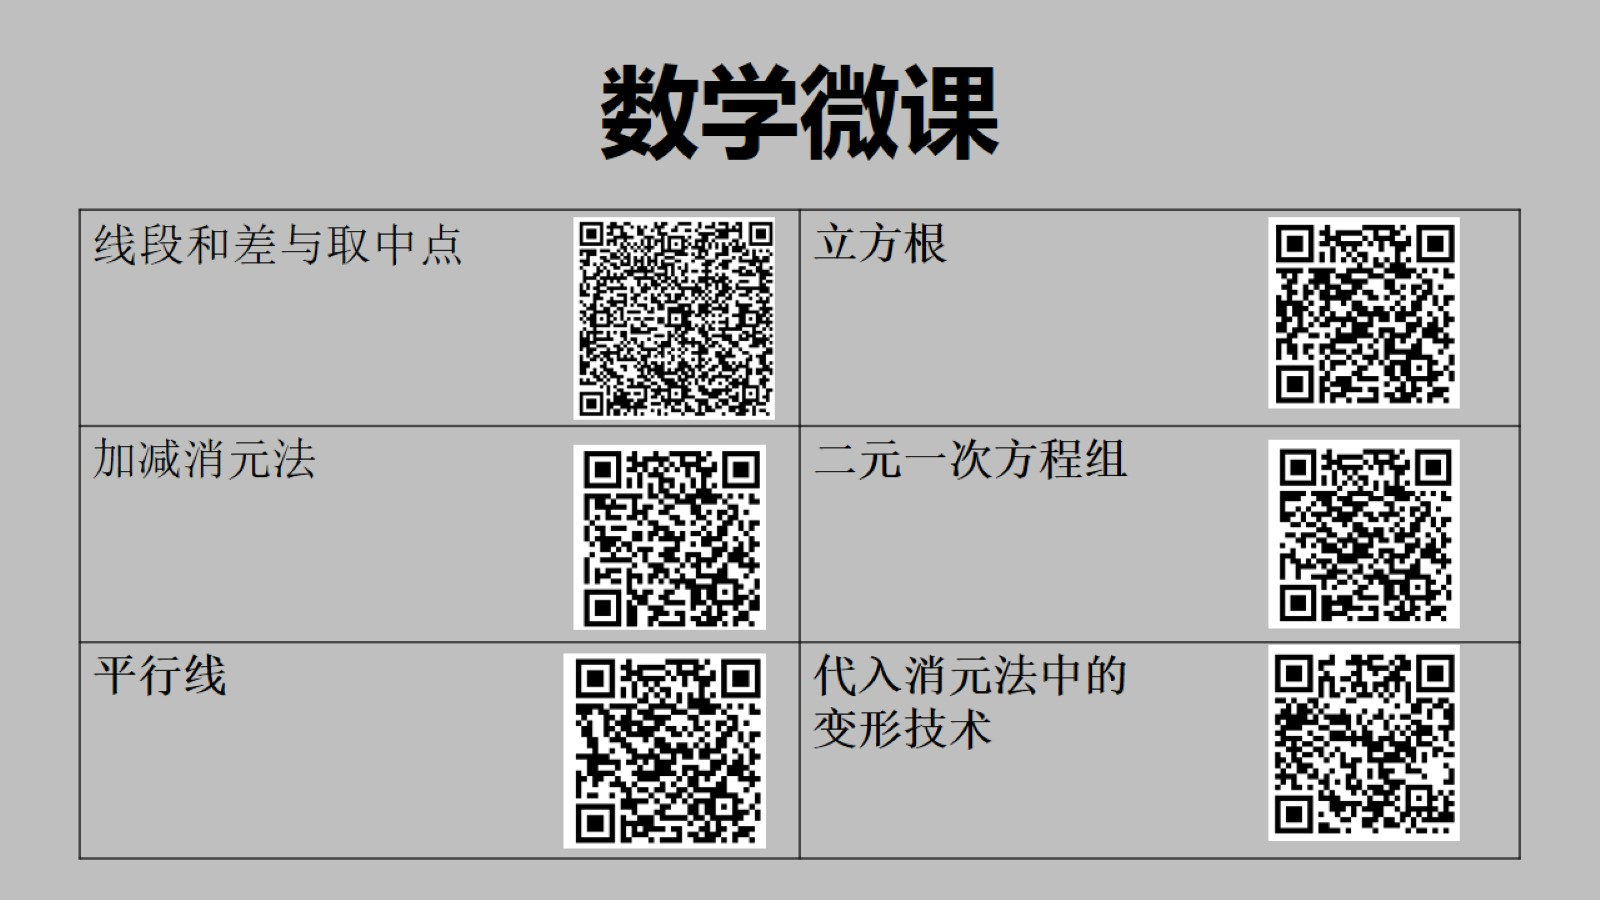 数学微课
线段和差与取中点
立方根
加减消元法
二元一次方程组
平行线
代入消元法中的
变形技术